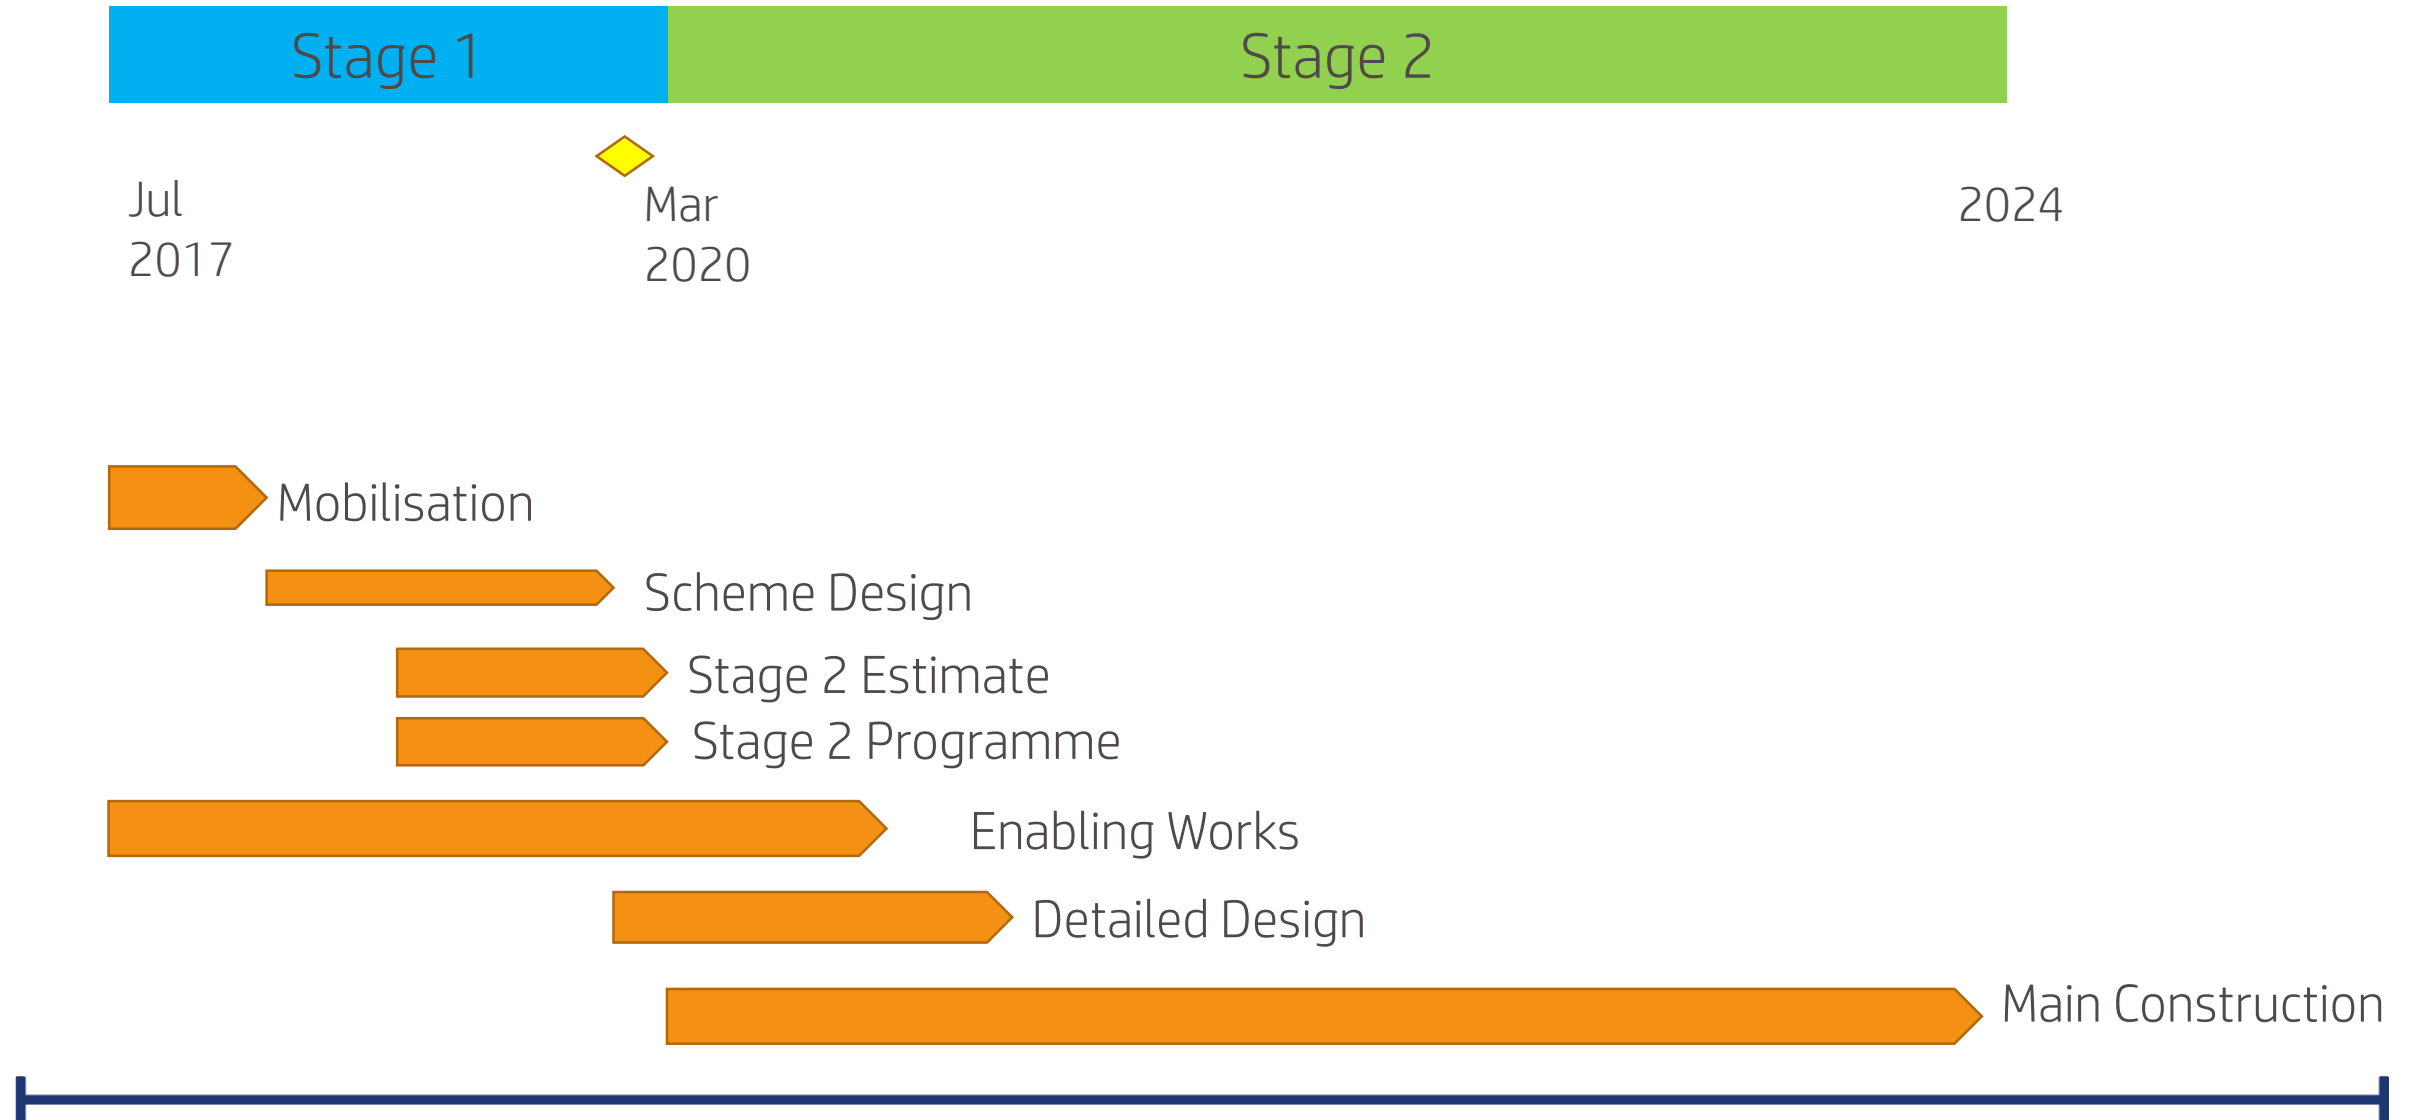 Stage 1
Stage 2
Jul
2017
Mar
2020
2024
Mobilisation
Scheme Design
Stage 2 Estimate
Stage 2 Programme
Enabling Works
Detailed Design
Main Construction